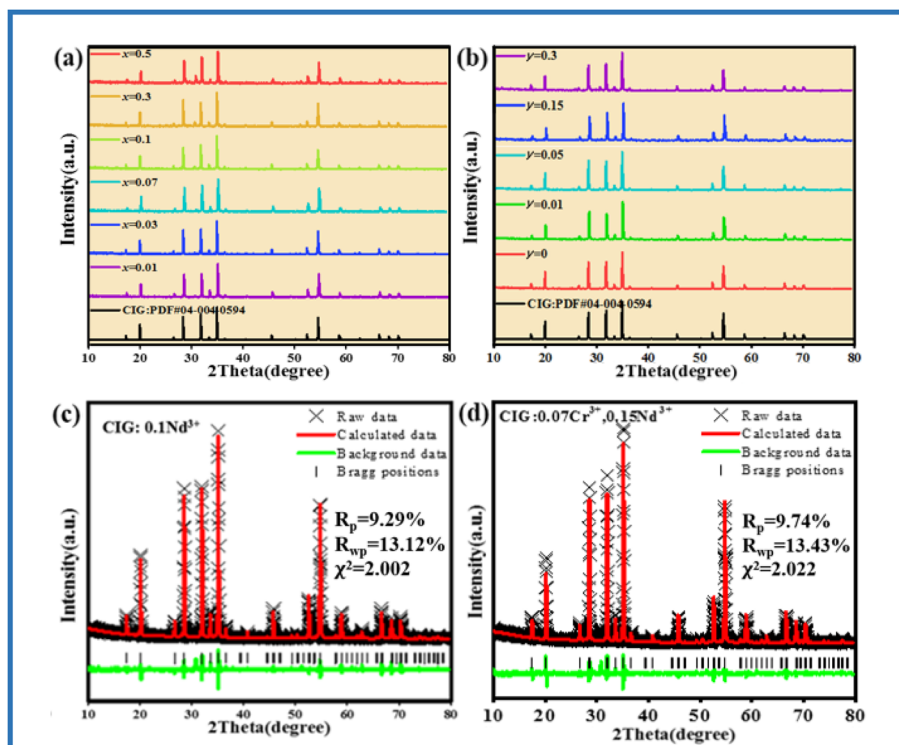 (a)
x=0.5
x=0.3
x=0.1
x=0.07
x=0.03
x=0.01
CIG:PDF#04-004-0594
Intensity(a.u.)
10 20 30 40 50 60 70 80
2Theta(degree)
(b)
y=0.3
y=0.15
y=0.05
y=0.01
y=0
CIG:PDF#04-004-0594
Intensity(a.u.)
10 20 30 40 50 60 70 80
2Theta(degree)
(c)
CIG: 0.1Nd³⁺
Raw data
Calculated data
Background data
Bragg positions
Rp=9.29%
Rwp=13.12%
χ²=2.002
Intensity(a.u.)
10 20 30 40 50 60 70 80
2Theta(degree)
(d)
CIG:0.07Cr³⁺,0.15Nd³⁺
Raw data
Calculated data
Background data
Bragg positions
Rp=9.74%
Rwp=13.43%
χ²=2.022
Intensity(a.u.)
10 20 30 40 50 60 70 80
2Theta(degree)